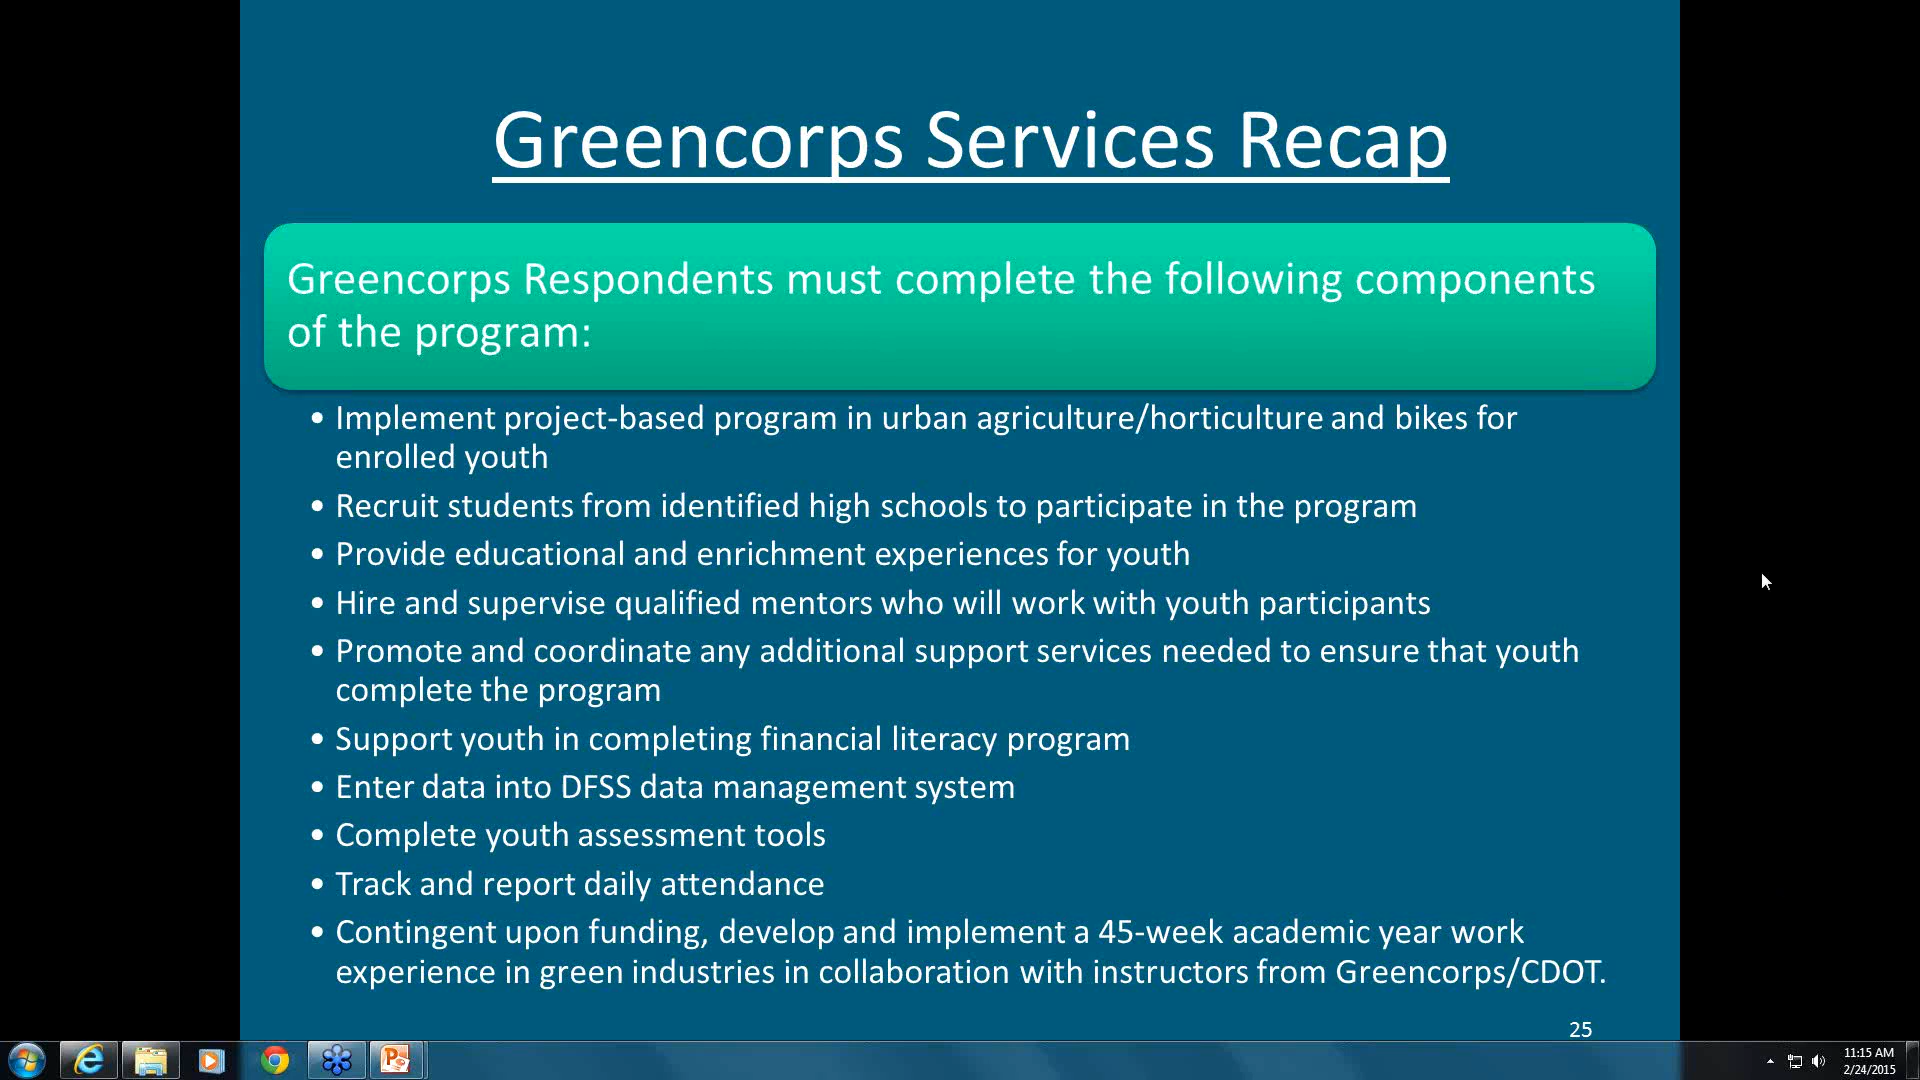 Greencorps Services Recap
Greencorps Respondents must complete the following components
of the program:
• Implement project-based program in urban agriculture/horticulture and bikes for
enrolled youth
• Recruit students from identified high schools to participate in the program
• Provide educational and enrichment experiences for youth
• Hire and supervise qualified mentors who will work with youth participants
• Promote and coordinate any additional support services needed to ensure that youth
complete the program
• Support youth in completing financial literacy program
• Enter data into DFSS data management system
• Complete youth assessment tools
• Track and report daily attendance
• Contingent upon funding, develop and implement a 45-week academic year work
experience in green industries in collaboration with instructors from Greencorps/CDOT.
25
11:15 AM
2/24/2015